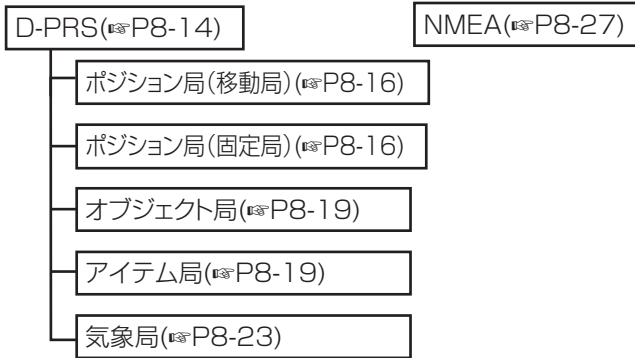 D-PRS(☞P8-14)
NMEA(☞P8-27)
ポジション局(移動局)(☞P8-16)
ポジション局(固定局)(☞P8-16)
オブジェクト局(☞P8-19)
アイテム局(☞P8-19)
気象局(☞P8-23)